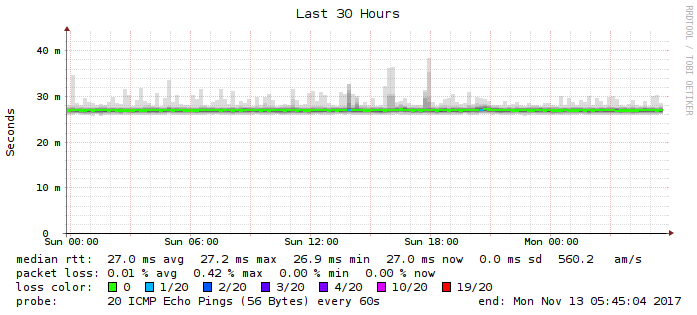 Last 30 Hours
RRDTOOL / TOBI OETIKER
Seconds
40 m
30 m
20 m
10 m
0
Sun 00:00 Sun 06:00 Sun 12:00 Sun 18:00 Mon 00:00
median rtt: 27.0 ms avg 27.2 ms max 26.9 ms min 27.0 ms now 0.0 ms sd 560.2 am/s
packet loss: 0.01 % avg 0.42 % max 0.00 % min 0.00 % now
loss color: 0 1/20 2/20 3/20 4/20 10/20 19/20
probe: 20 ICMP Echo Pings (56 Bytes) every 60s end: Mon Nov 13 05:45:04 2017